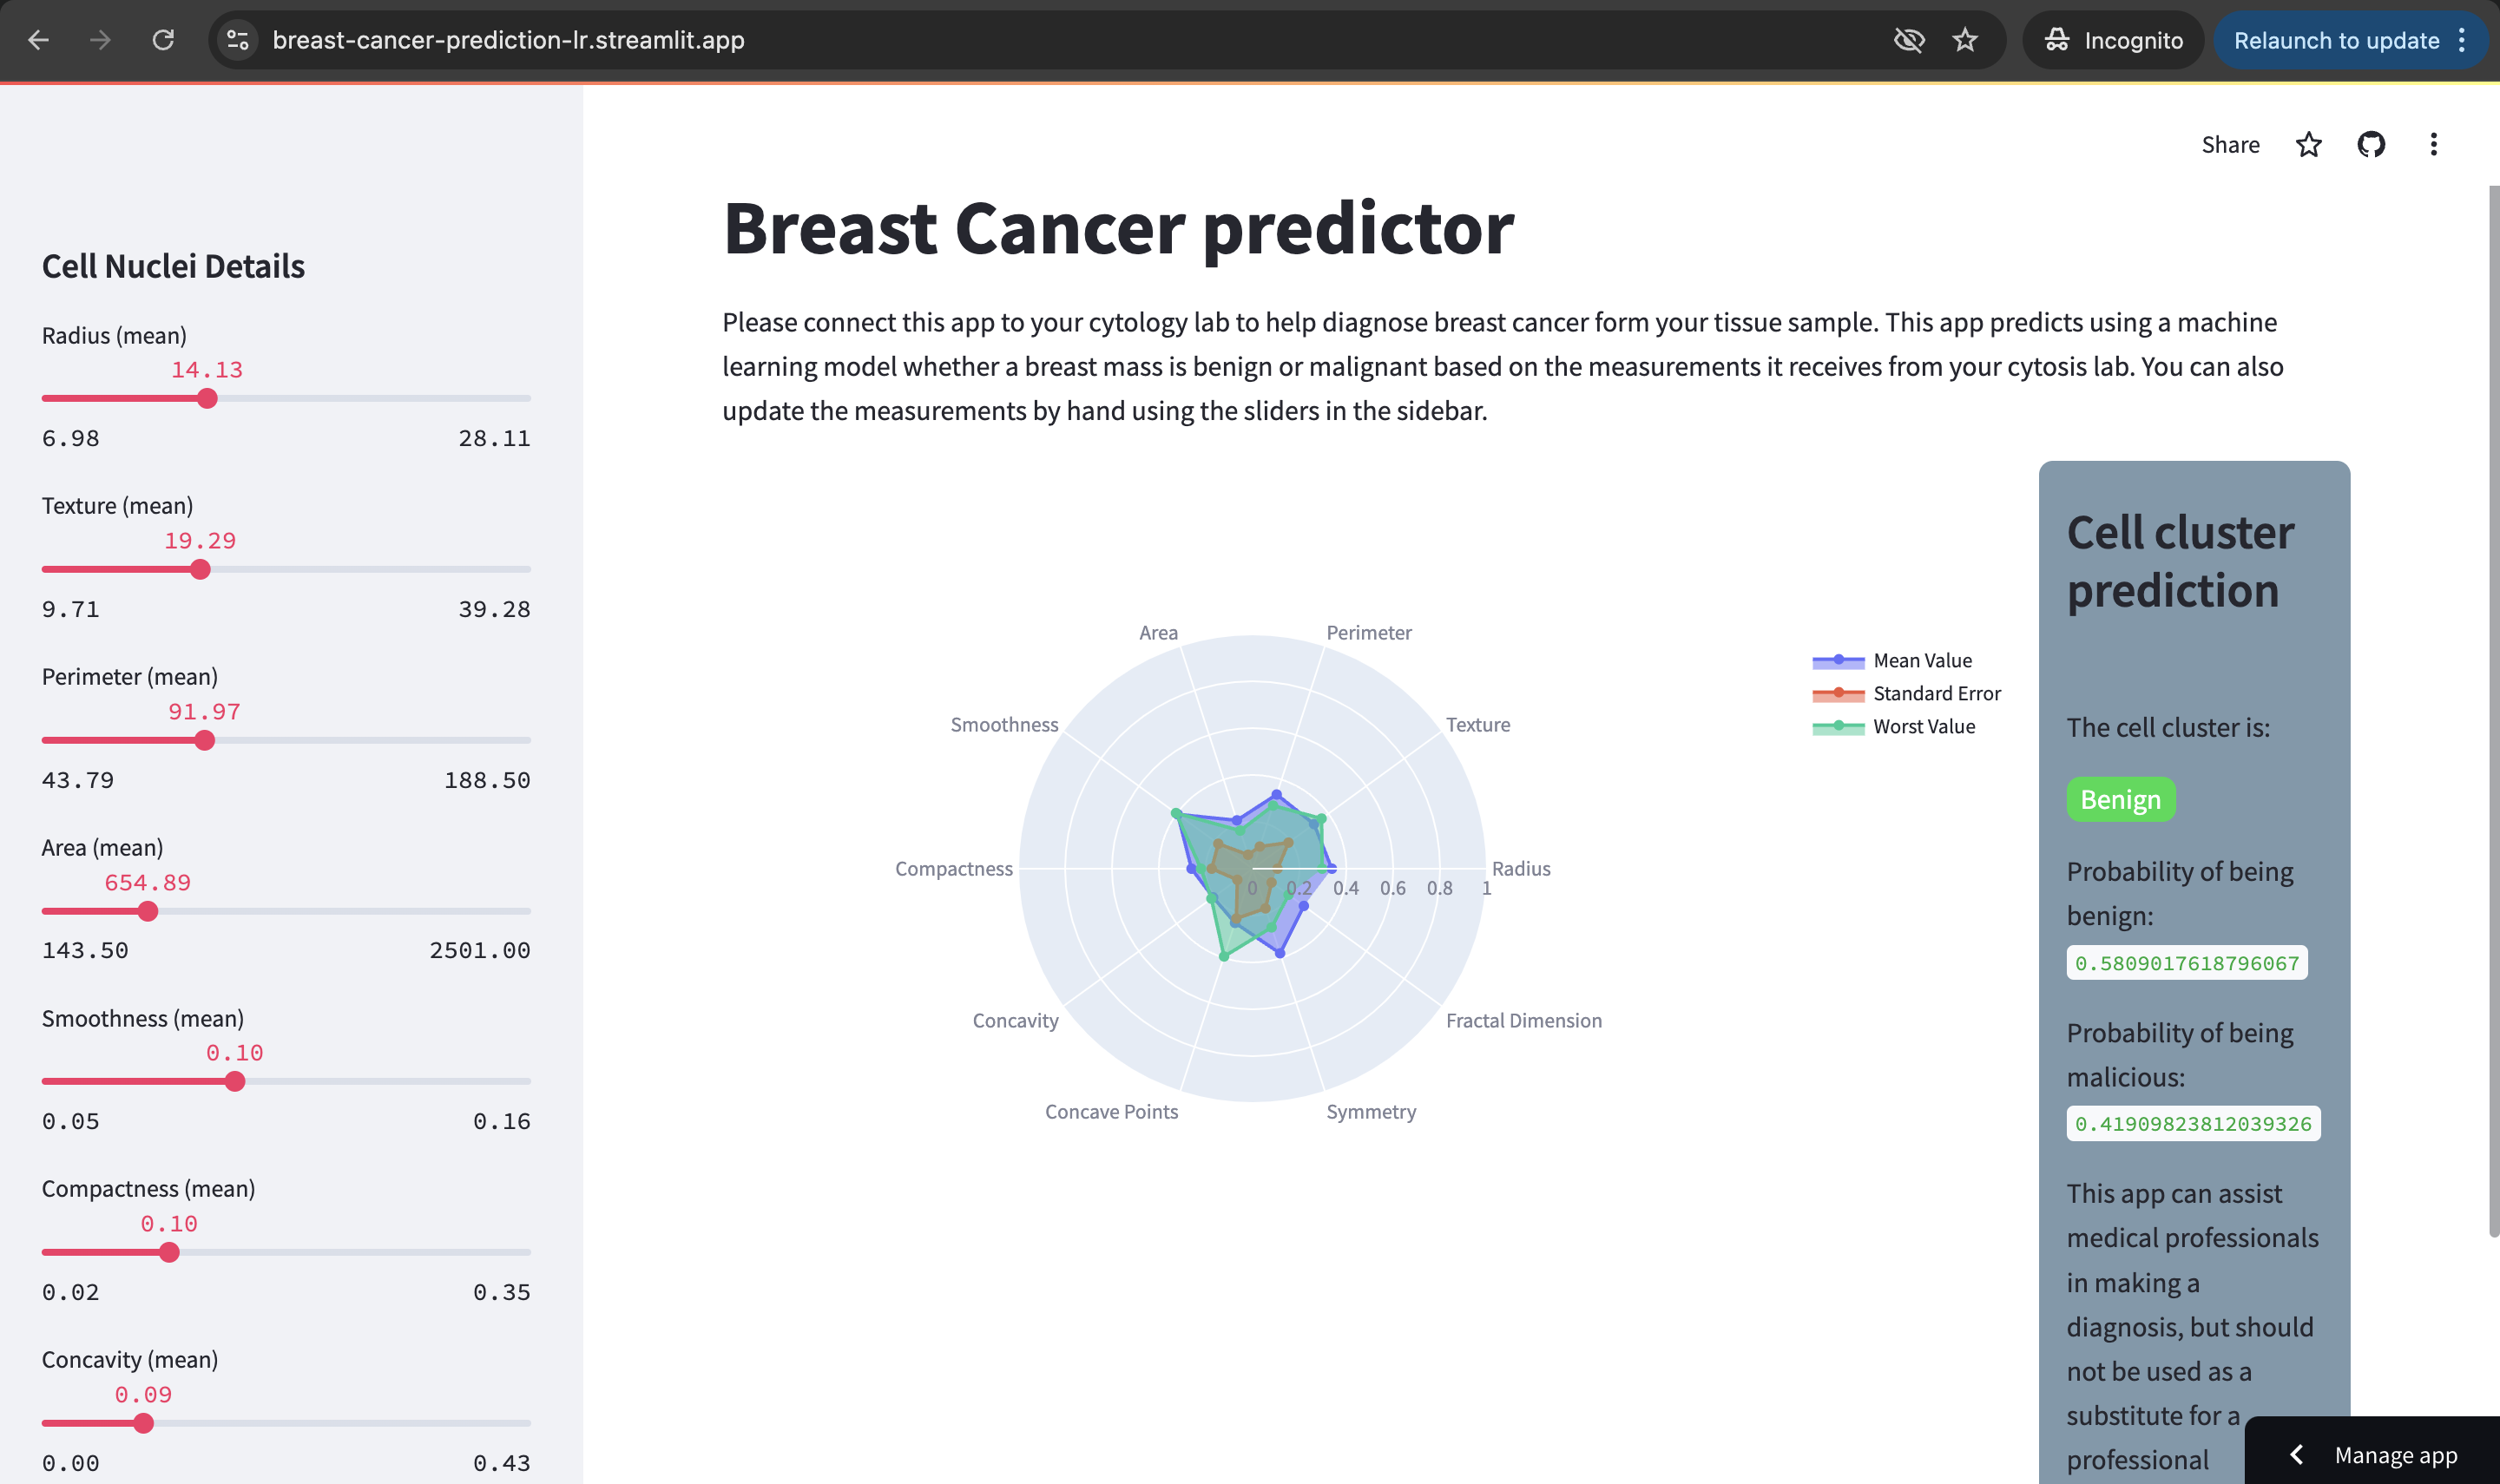 breast-cancer-prediction-lr.streamlit.app
Incognito
Relaunch to update
Share
Cell Nuclei Details
Radius (mean)
14.13
6.98 28.11
Texture (mean)
19.29
9.71 39.28
Perimeter (mean)
91.97
43.79 188.50
Area (mean)
654.89
143.50 2501.00
Smoothness (mean)
0.10
0.05 0.16
Compactness (mean)
0.10
0.02 0.35
Concavity (mean)
0.09
0.00 0.43
Breast Cancer predictor
Please connect this app to your cytology lab to help diagnose breast cancer form your tissue sample. This app predicts using a machine
learning model whether a breast mass is benign or malignant based on the measurements it receives from your cytosis lab. You can also
update the measurements by hand using the sliders in the sidebar.
Area
Perimeter
Smoothness
Texture
Compactness
Radius
0 0.2 0.4 0.6 0.8 1
Concavity
Fractal Dimension
Concave Points
Symmetry
Mean Value
Standard Error
Worst Value
Cell cluster
prediction
The cell cluster is:
Benign
Probability of being
benign:
0.5809017618796067
Probability of being
malicious:
0.41909823812039326
This app can assist
medical professionals
in making a
diagnosis, but should
not be used as a
substitute for a
professional
Manage app